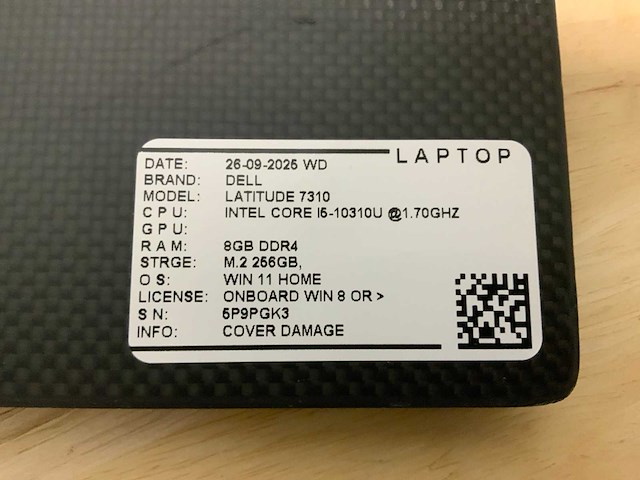 LAPTOP
DATE: 26-09-2025 WD
BRAND: DELL
MODEL: LATITUDE 7310
CPU: INTEL CORE I5-10310U @1.70GHZ
GPU:
RAM: 8GB DDR4
STRGE: M.2 256GB,
OS: WIN 11 HOME
LICENSE: ONBOARD WIN 8 OR >
SN: 5P9PGK3
INFO: COVER DAMAGE